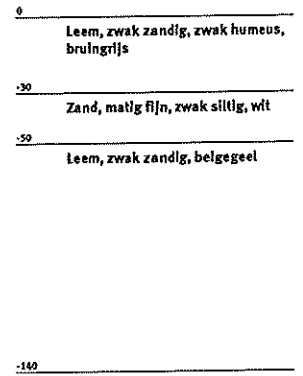 0
Leem, zwak zandig, zwak humeus,
bruingrijs
-30
Zand, matig fijn, zwak siltig, wit
-50
Leem, zwak zandig, beigegeel
-140